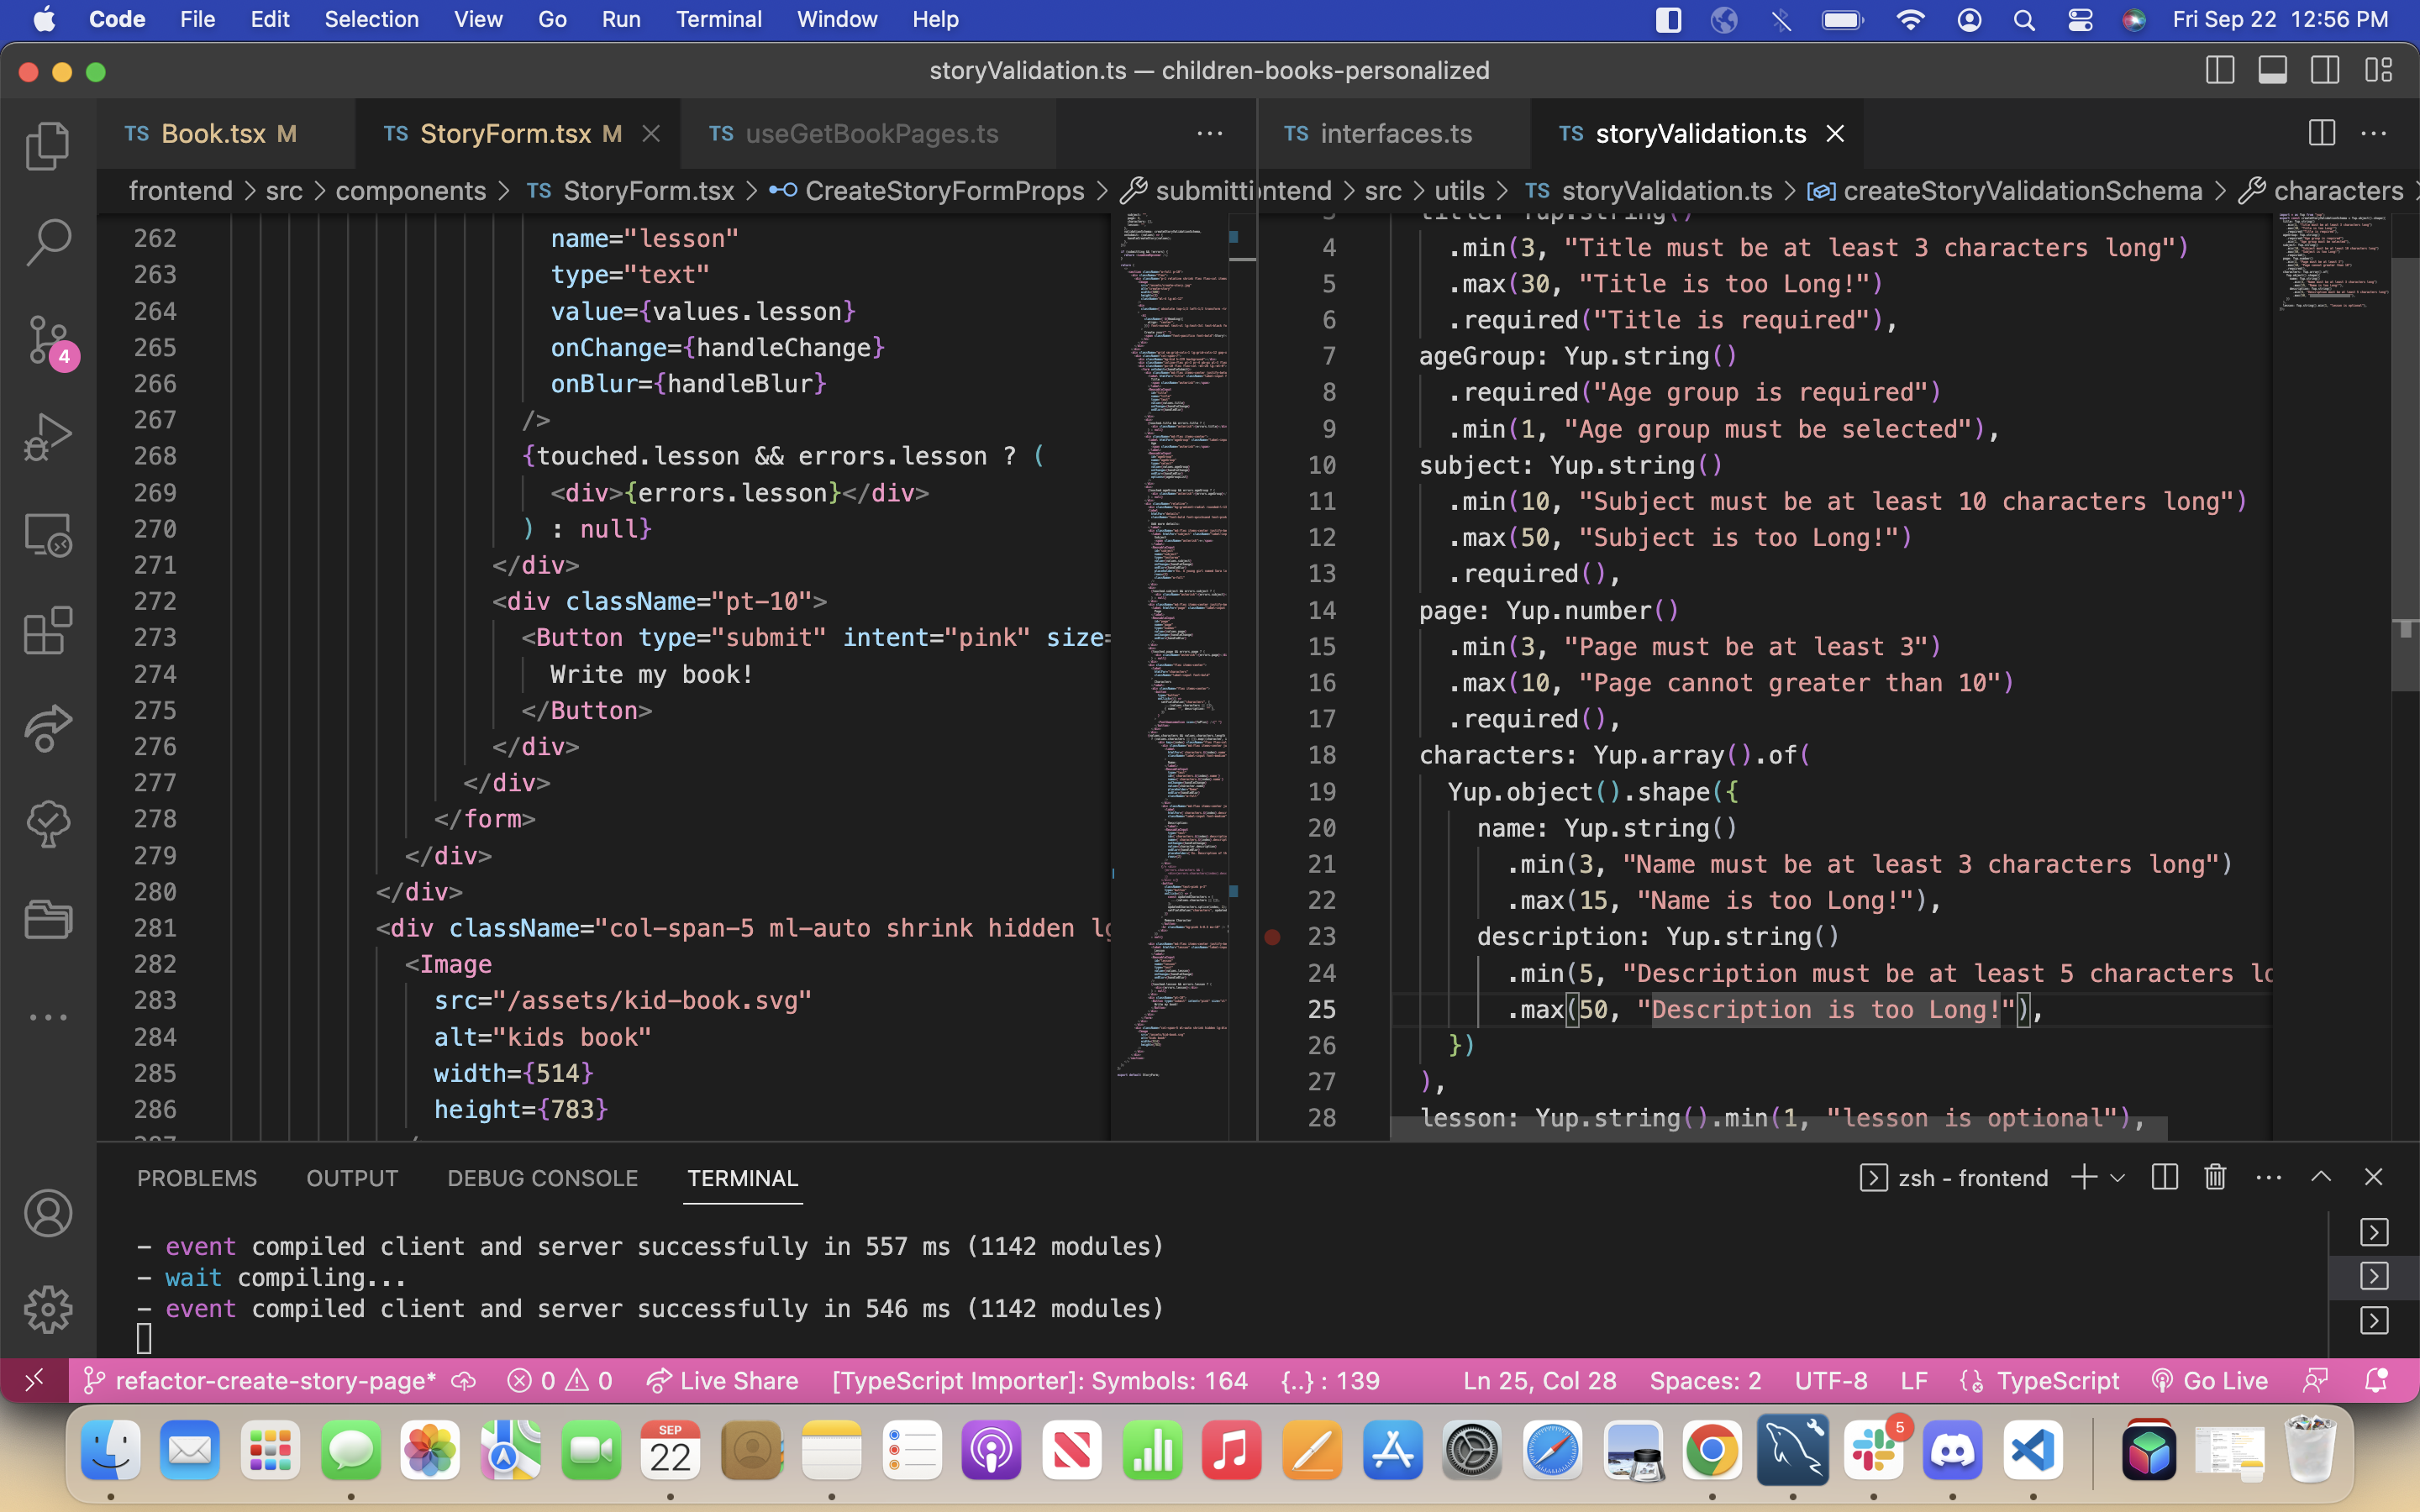 Code File Edit Selection View Go Run Terminal Window Help Fri Sep 22 12:56 PM
storyValidation.ts — children-books-personalized
TS Book.tsx M TS StoryForm.tsx M TS useGetBookPages.ts TS interfaces.ts TS storyValidation.ts
frontend > src > components > TS StoryForm.tsx > CreateStoryFormProps > submitti
ontend > src > utils > TS storyValidation.ts > createStoryValidationSchema > characters >
262 name="lesson"
263 type="text"
264 value={values.lesson}
265 onChange={handleChange}
266 onBlur={handleBlur}
267 />
268 {touched.lesson && errors.lesson ? (
269 <div>{errors.lesson}</div>
270 ) : null}
271 </div>
272 <div className="pt-10">
273 <Button type="submit" intent="pink" size=
274 Write my book!
275 </Button>
276 </div>
277 </div>
278 </form>
279 </div>
280 </div>
281 <div className="col-span-5 ml-auto shrink hidden lg
282 <Image
283 src="/assets/kid-book.svg"
284 alt="kids book"
285 width={514}
286 height={783}
287 /
3 title: Yup.string()
4 .min(3, "Title must be at least 3 characters long")
5 .max(30, "Title is too Long!")
6 .required("Title is required"),
7 ageGroup: Yup.string()
8 .required("Age group is required")
9 .min(1, "Age group must be selected"),
10 subject: Yup.string()
11 .min(10, "Subject must be at least 10 characters long")
12 .max(50, "Subject is too Long!")
13 .required(),
14 page: Yup.number()
15 .min(3, "Page must be at least 3")
16 .max(10, "Page cannot greater than 10")
17 .required(),
18 characters: Yup.array().of(
19 Yup.object().shape({
20 name: Yup.string()
21 .min(3, "Name must be at least 3 characters long")
22 .max(15, "Name is too Long!"),
23 description: Yup.string()
24 .min(5, "Description must be at least 5 characters lo
25 .max(50, "Description is too Long!"),
26 })
27 ),
28 lesson: Yup.string().min(1, "lesson is optional"),
4
PROBLEMS OUTPUT DEBUG CONSOLE TERMINAL zsh - frontend
- event compiled client and server successfully in 557 ms (1142 modules)
- wait compiling...
- event compiled client and server successfully in 546 ms (1142 modules)
refactor-create-story-page* 0 0 Live Share [TypeScript Importer]: Symbols: 164 {..} : 139 Ln 25, Col 28 Spaces: 2 UTF-8 LF TypeScript Go Live
SEP
22
5